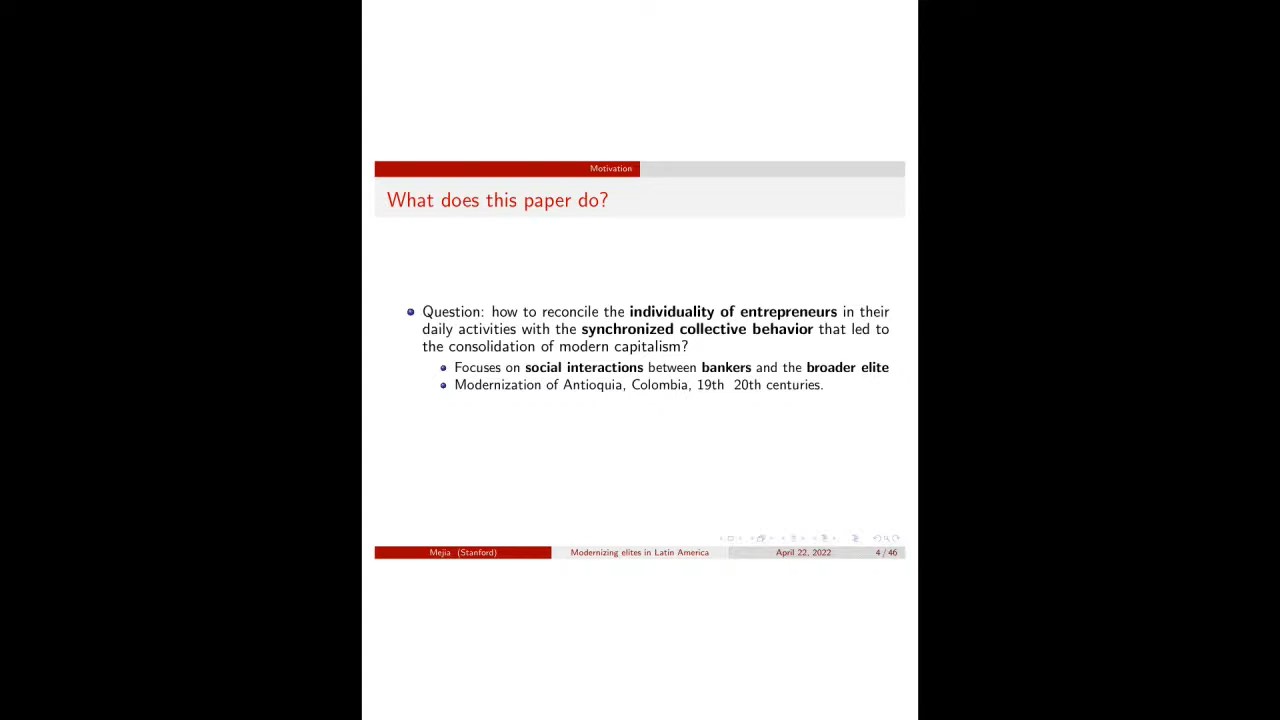 Motivation
What does this paper do?
Question: how to reconcile the individuality of entrepreneurs in their
daily activities with the synchronized collective behavior that led to
the consolidation of modern capitalism?
Focuses on social interactions between bankers and the broader elite
Modernization of Antioquia, Colombia, 19th 20th centuries.
Mejia (Stanford) Modernizing elites in Latin America April 22, 2022 4 / 46